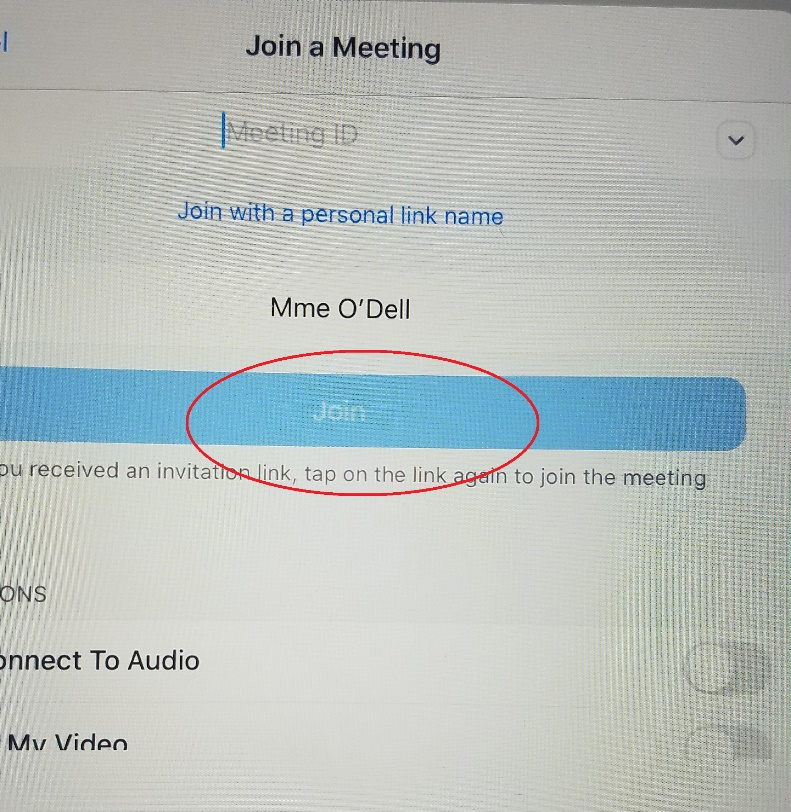 l
Join a Meeting
Meeting ID
Join with a personal link name
Mme O'Dell
Join
ou received an invitation link, tap on the link again to join the meeting
ONS
onnect To Audio
My Video